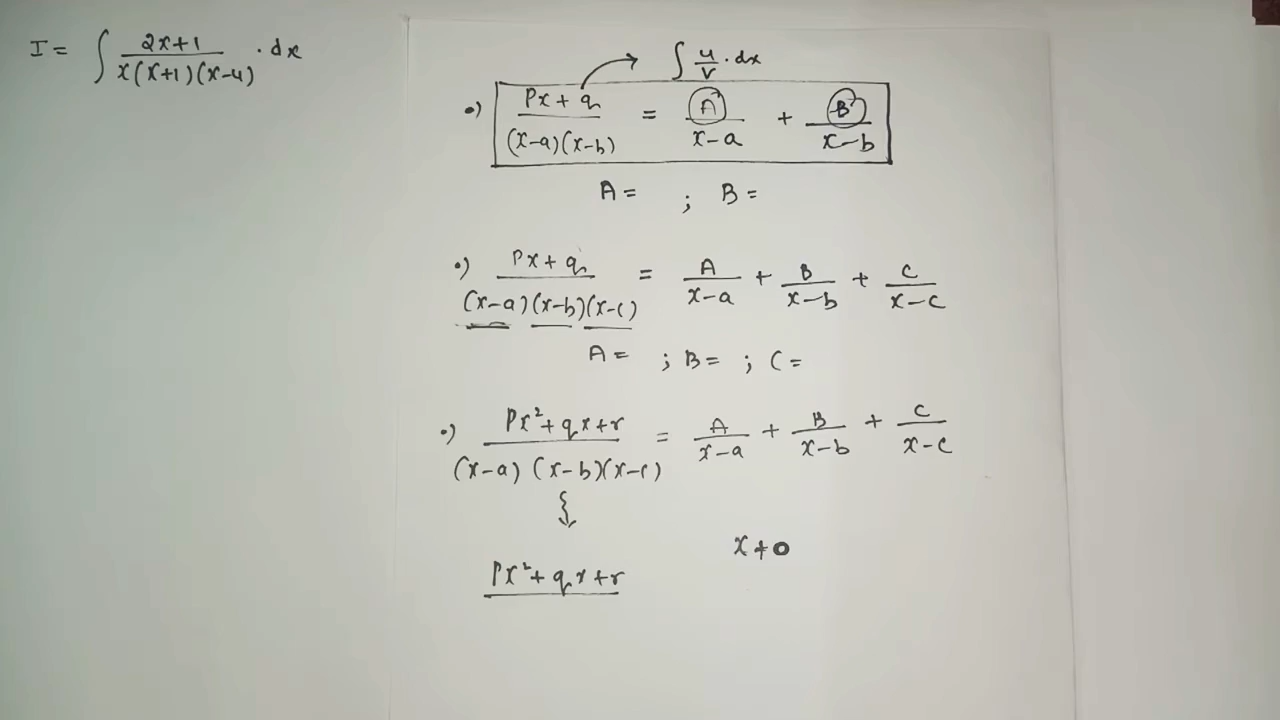 I = ∫ 2x+1 / x(x+1)(x-4) · dx
∫ u/v · dx
•) Px + q / (x-a)(x-b) = A / x-a + B / x-b
A = ; B =
•) Px + q / (x-a)(x-b)(x-c) = A / x-a + B / x-b + C / x-c
A = ; B = ; C =
•) Px² + qx + r / (x-a) (x-b)(x-c) = A / x-a + B / x-b + C / x-c
x + 0
Px² + qx + r